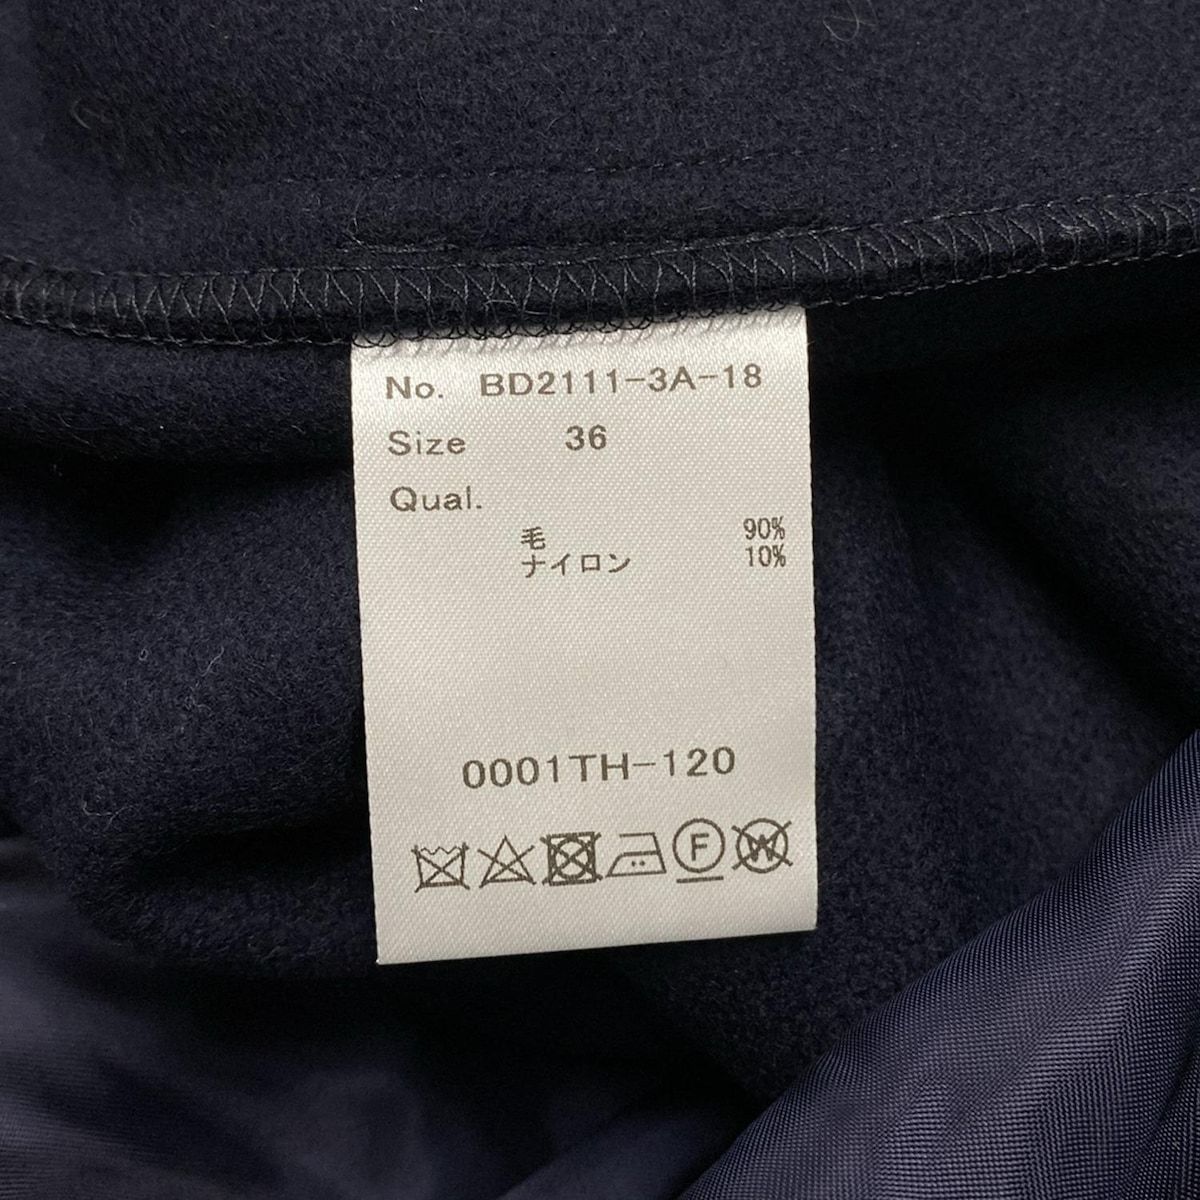 No. BD2111-3A-18
Size 36
Qual.
毛 90%
ナイロン 10%
0001TH-120
F W